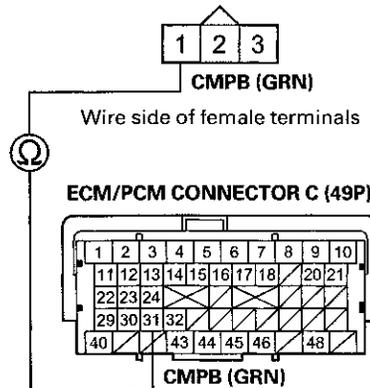 1 2 3
CMPB (GRN)
Wire side of female terminals
Ω
ECM/PCM CONNECTOR C (49P)
1 2 3 4 5 6 7 8 9 10
11 12 13 14 15 16 17 18 20 21
22 23 24
29 30 31 32
40 43 44 45 46 48
CMPB (GRN)